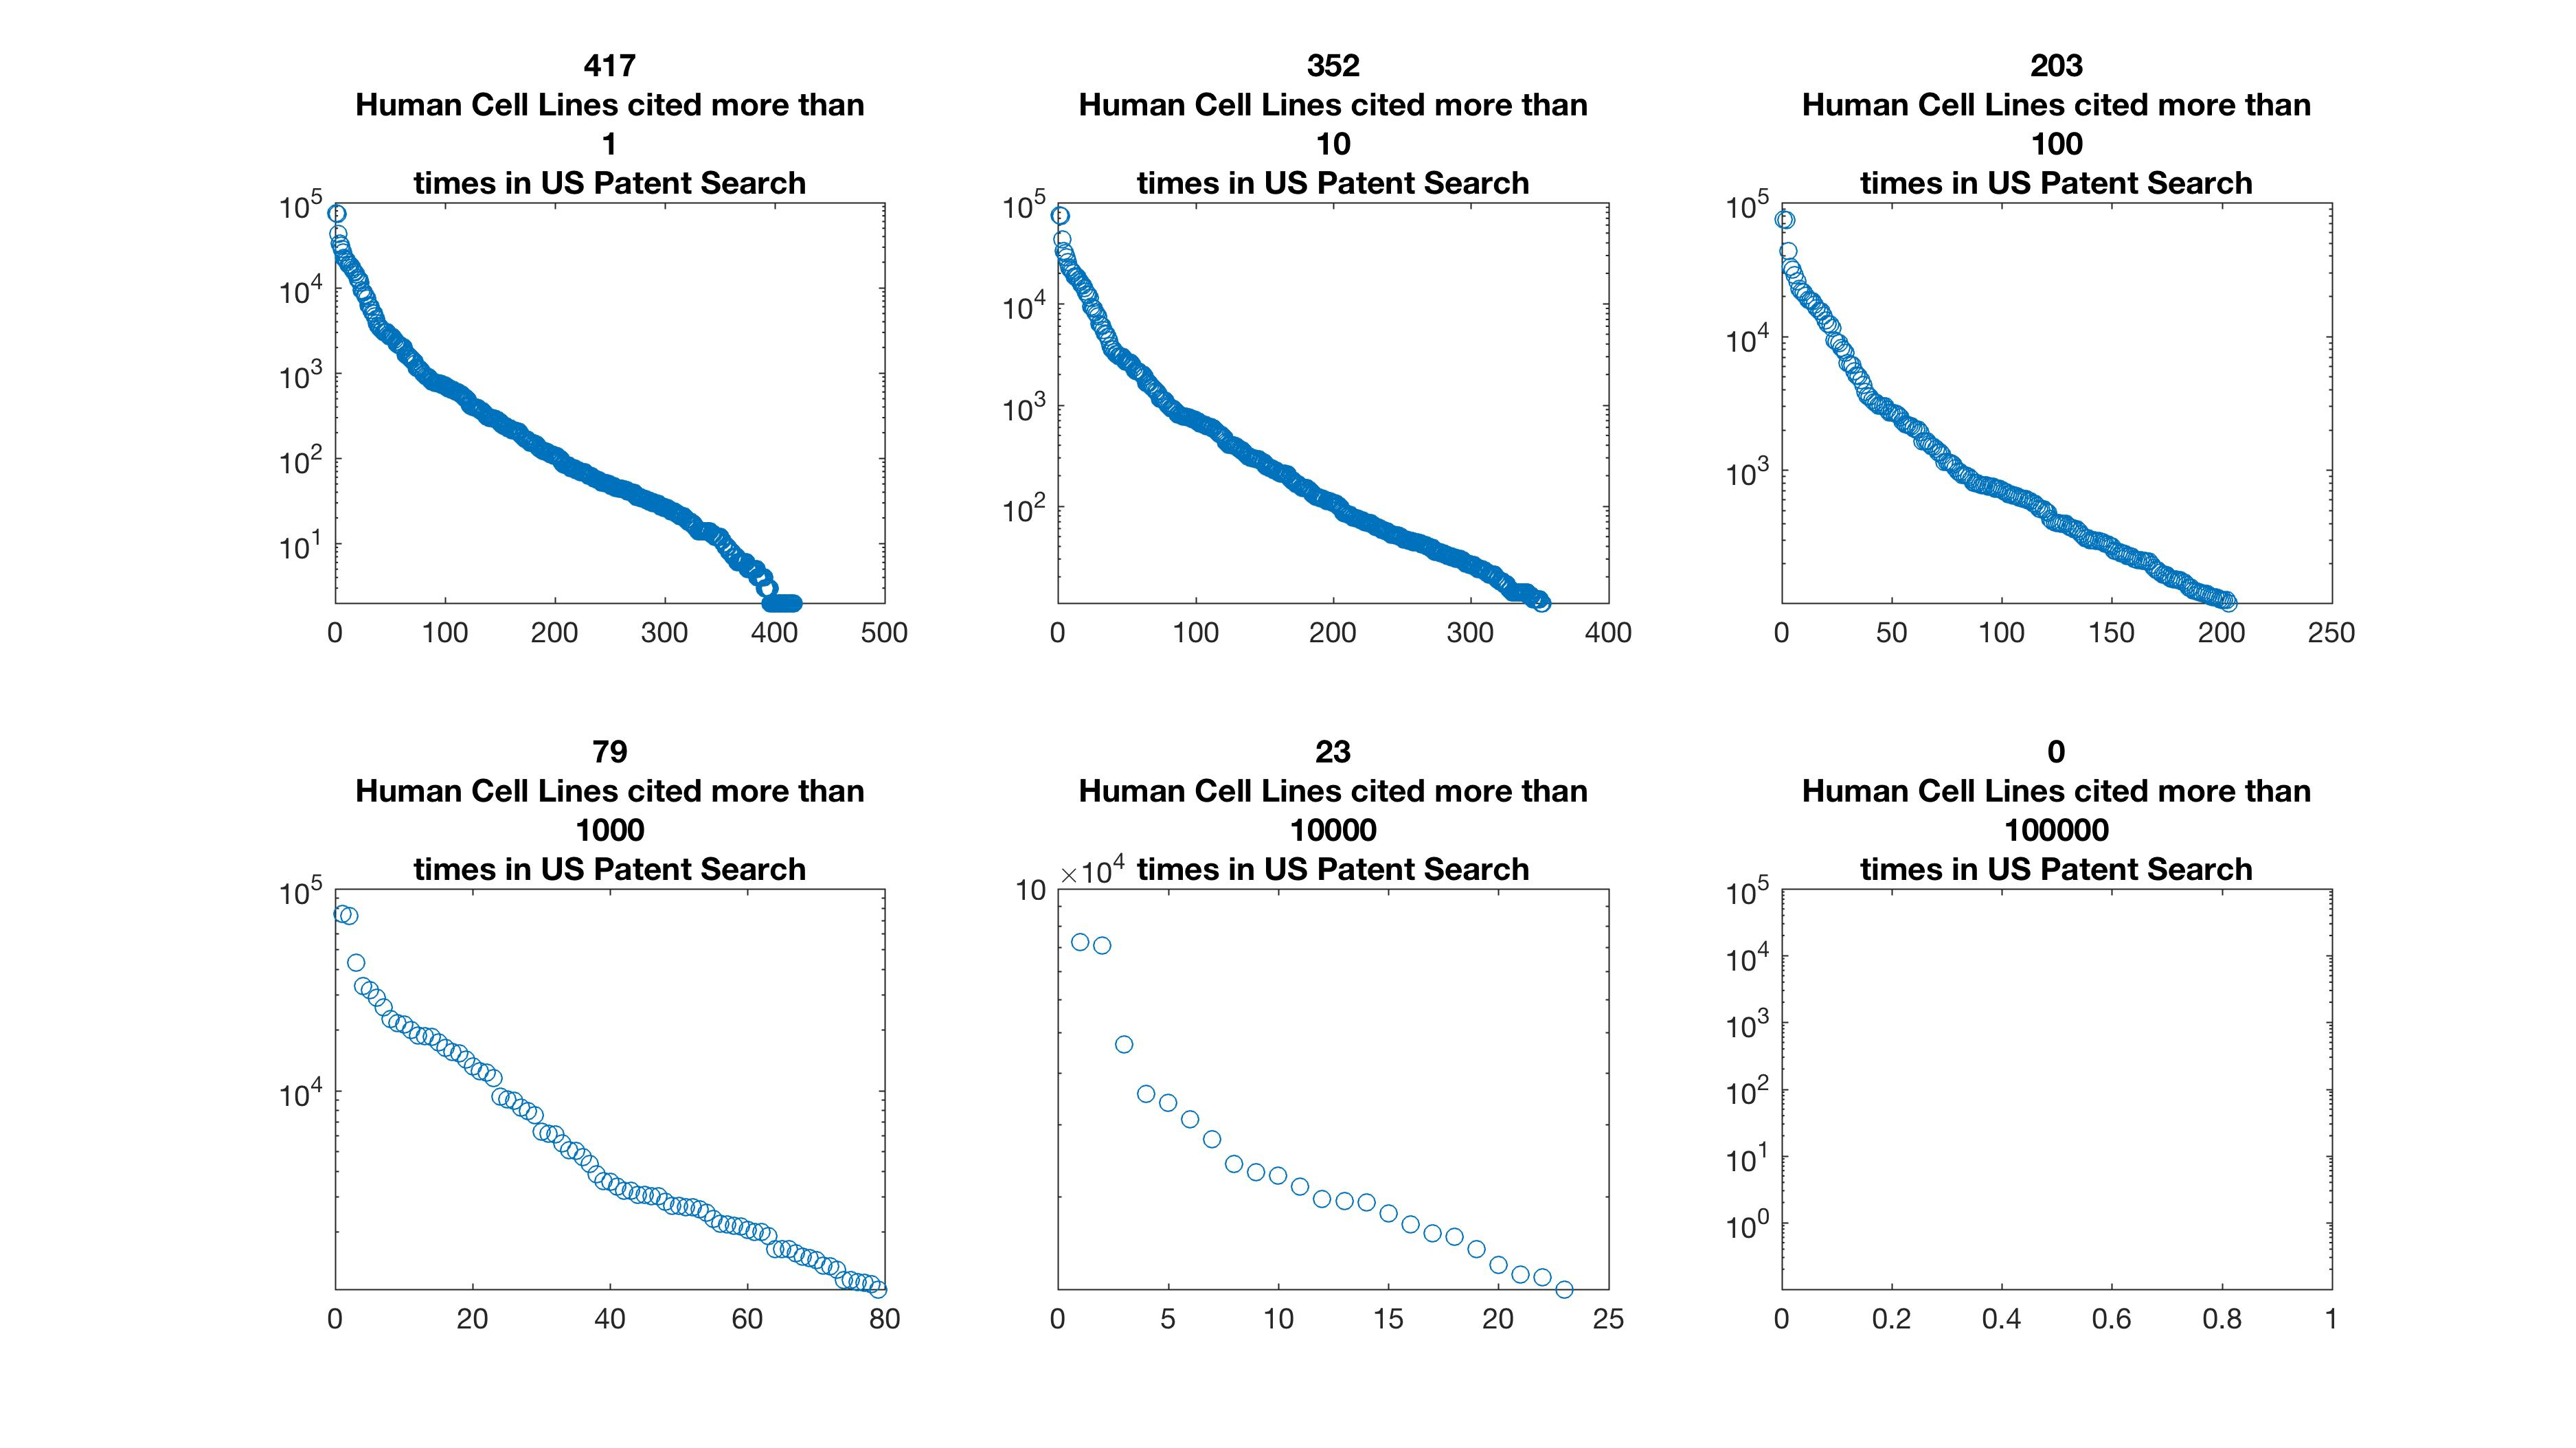 417
Human Cell Lines cited more than
1
times in US Patent Search
10^5
10^4
10^3
10^2
10^1
0 100 200 300 400 500
352
Human Cell Lines cited more than
10
times in US Patent Search
10^5
10^4
10^3
10^2
0 100 200 300 400
203
Human Cell Lines cited more than
100
times in US Patent Search
10^5
10^4
10^3
0 50 100 150 200 250
79
Human Cell Lines cited more than
1000
times in US Patent Search
10^5
10^4
0 20 40 60 80
23
Human Cell Lines cited more than
10000
times in US Patent Search
×10^4
10
0 5 10 15 20 25
0
Human Cell Lines cited more than
100000
times in US Patent Search
10^5
10^4
10^3
10^2
10^1
10^0
0 0.2 0.4 0.6 0.8 1